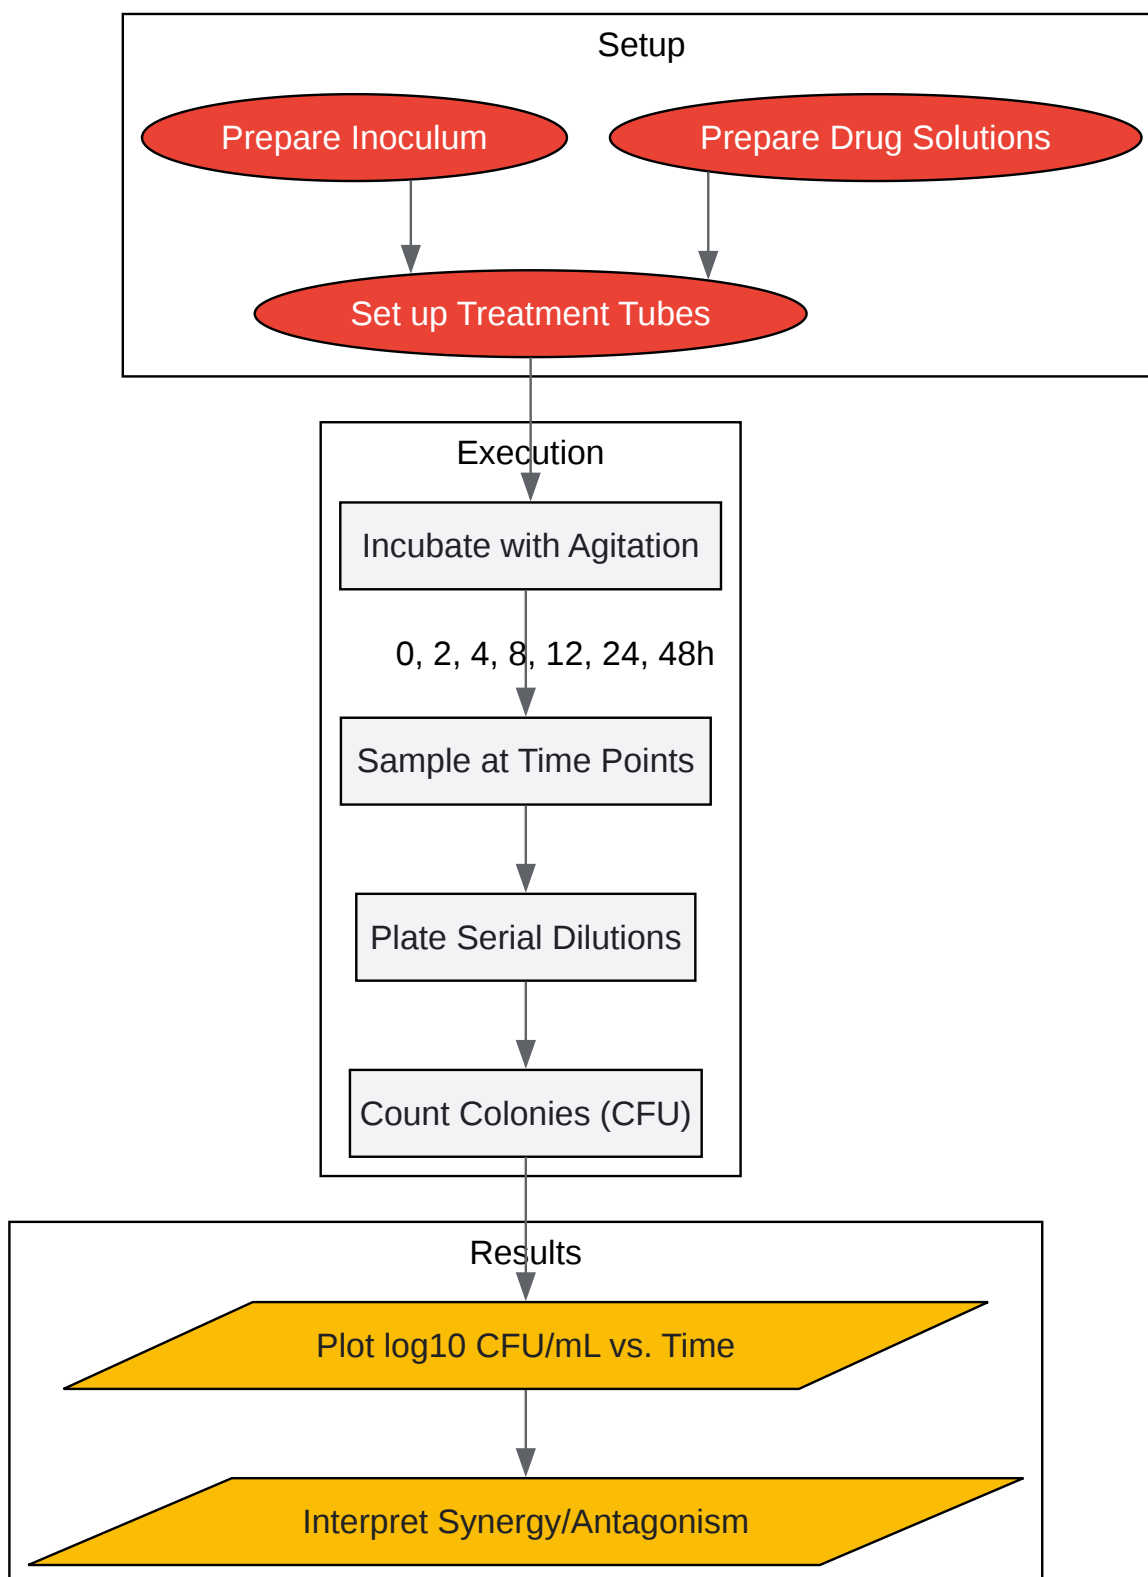 Setup
Prepare Inoculum
Prepare Drug Solutions
Set up Treatment Tubes
Execution
Incubate with Agitation
0, 2, 4, 8, 12, 24, 48h
Sample at Time Points
Plate Serial Dilutions
Count Colonies (CFU)
Results
Plot log10 CFU/mL vs. Time
Interpret Synergy/Antagonism